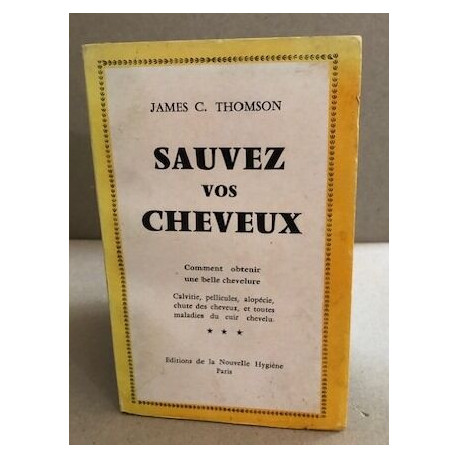 JAMES C. THOMSON
SAUVEZ
VOS
CHEVEUX
Comment obtenir
une belle chevelure
Calvitie, pellicules, alopécie,
chute des cheveux, et toutes
maladies du cuir chevelu.
★ ★ ★
Editions de la Nouvelle Hygiène
Paris